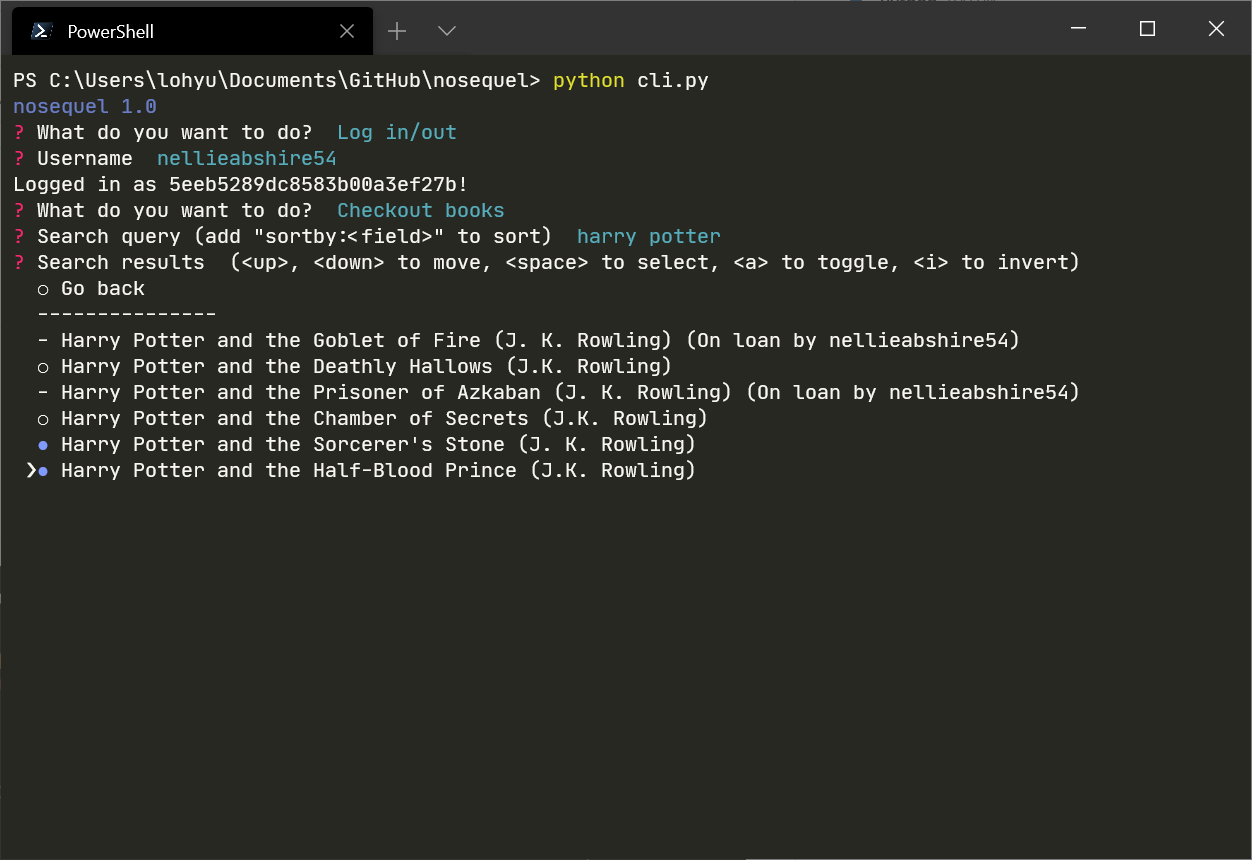 PowerShell
PS C:\Users\lohyu\Documents\GitHub\nosequel> python cli.py
nosequel 1.0
? What do you want to do?  Log in/out
? Username  nellieabshire54
Logged in as 5eeb5289dc8583b00a3ef27b!
? What do you want to do?  Checkout books
? Search query (add "sortby:<field>" to sort)  harry potter
? Search results  (<up>, <down> to move, <space> to select, <a> to toggle, <i> to invert)
○ Go back
---------------
- Harry Potter and the Goblet of Fire (J. K. Rowling) (On loan by nellieabshire54)
○ Harry Potter and the Deathly Hallows (J.K. Rowling)
- Harry Potter and the Prisoner of Azkaban (J. K. Rowling) (On loan by nellieabshire54)
○ Harry Potter and the Chamber of Secrets (J.K. Rowling)
● Harry Potter and the Sorcerer's Stone (J. K. Rowling)
❯● Harry Potter and the Half-Blood Prince (J.K. Rowling)